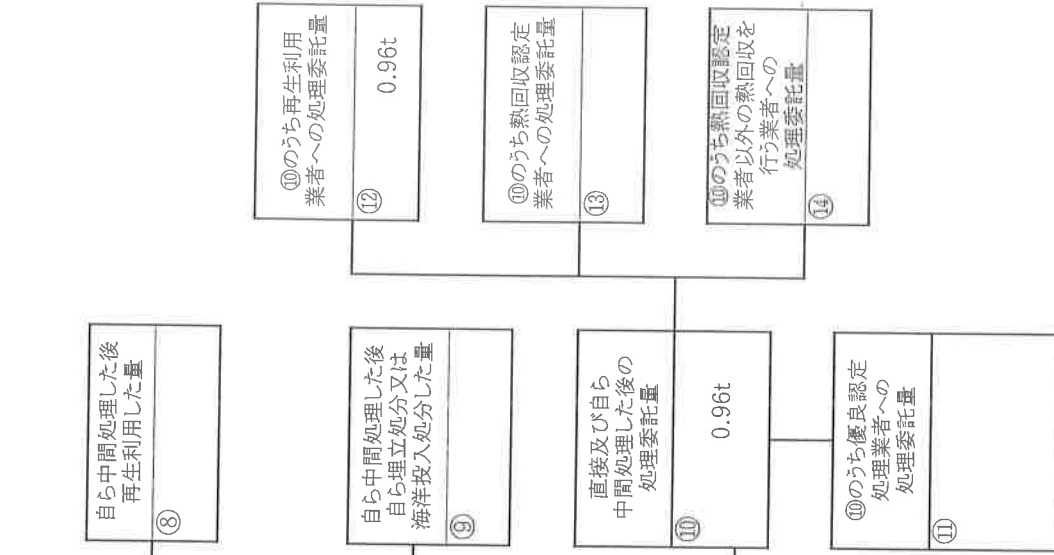 自ら中間処理した後
再生利用した量
⑧
自ら中間処理した後
自ら埋立処分又は
海洋投入処分した量
⑨
直接及び自ら
中間処理した後の
処理委託量
⑩
0.96t
⑩のうち優良認定
処理業者への
処理委託量
⑪
⑩のうち再生利用
業者への処理委託量
⑫
0.96t
⑩のうち熱回収認定
業者への処理委託量
⑬
⑩のうち熱回収認定
業者以外の熱回収を
行う業者への
処理委託量
⑭